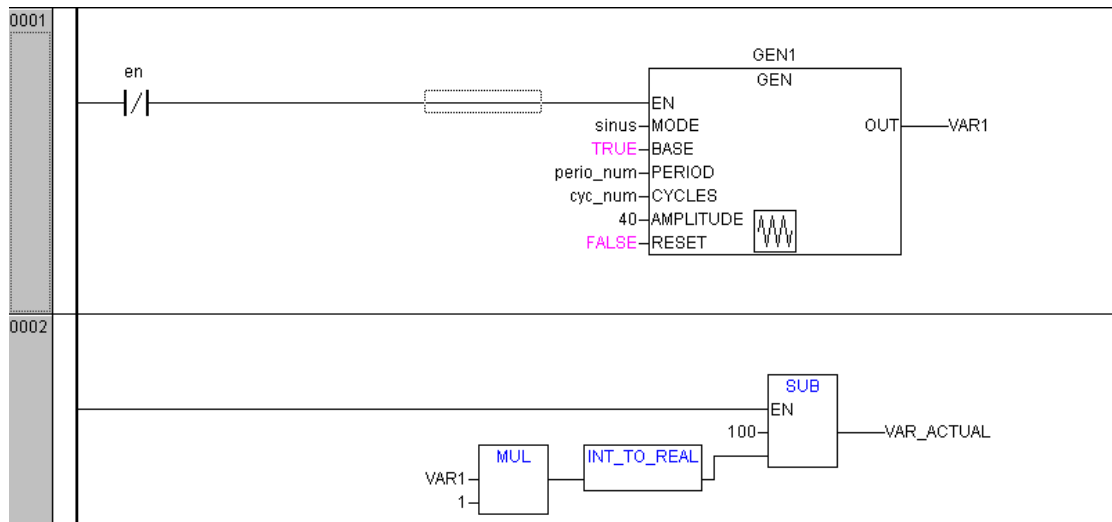 0001
en
GEN1
GEN
EN
sinus MODE OUT VAR1
TRUE BASE
perio_num PERIOD
cyc_num CYCLES
40 AMPLITUDE
FALSE RESET
0002
SUB
EN
100 VAR_ACTUAL
MUL INT_TO_REAL
VAR1
1